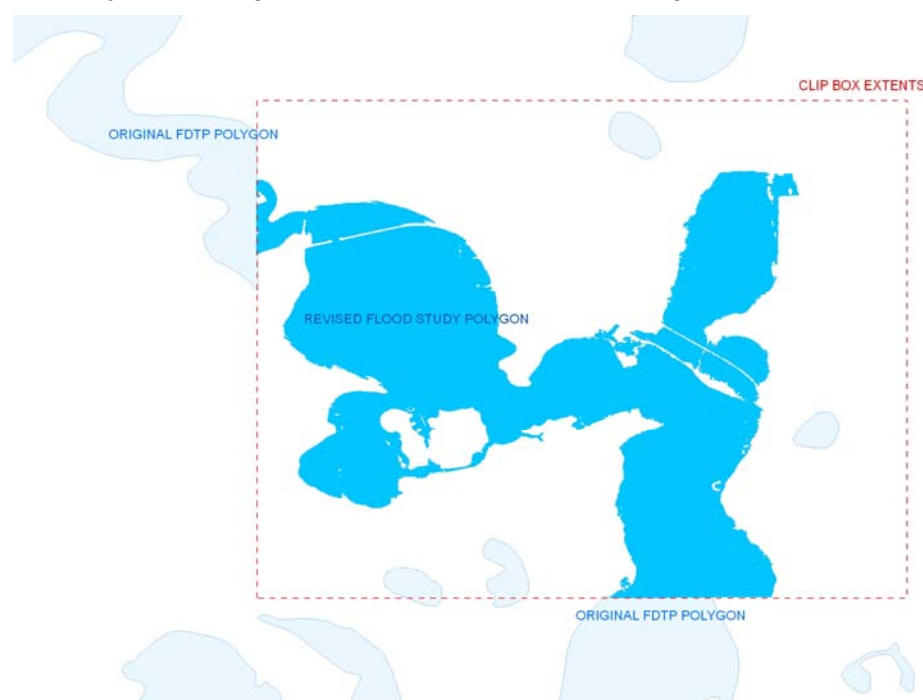 CLIP BOX EXTENTS
ORIGINAL FDTP POLYGON
REVISED FLOOD STUDY POLYGON
ORIGINAL FDTP POLYGON